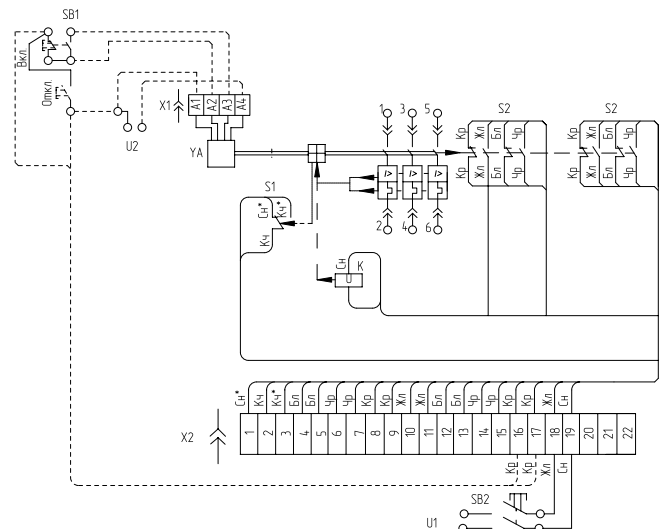 SB1
Вкл.
Откл.
U2
X1
A1 A2 A3 A4
YA
1 3 5
I> I> I>
2 4 6
S2
Кр Жл Бл Чр
Кр Жл Бл Чр
S2
Кр Жл Бл Чр
Кр Жл Бл Чр
S1
Сн* Кч*
Кч
Сн K
U
Сн* Кч Кч* Бл Бл Чр Чр Кр Кр Жл Жл Бл Бл Чр Чр Кр Кр Жл Сн
X2
1 2 3 4 5 6 7 8 9 10 11 12 13 14 15 16 17 18 19 20 21 22
Кр Кр Жл Сн
SB2
U1